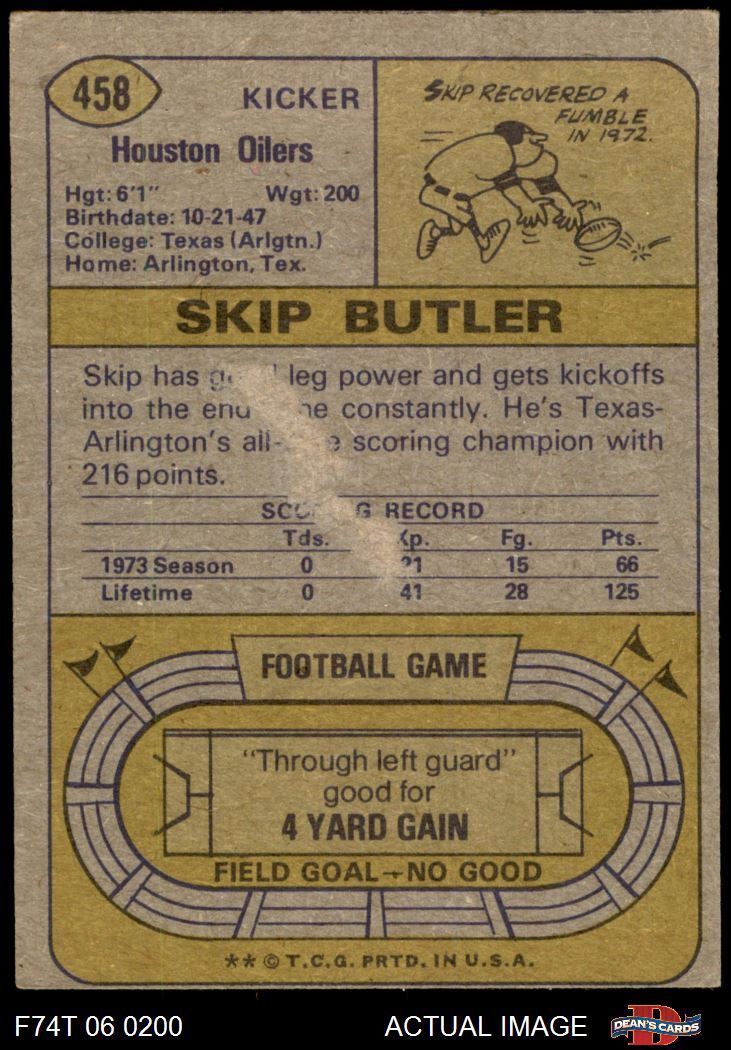 458
KICKER
Houston Oilers
Hgt: 6'1" Wgt: 200
Birthdate: 10-21-47
College: Texas (Arlgtn.)
Home: Arlington, Tex.
SKIP RECOVERED A
FUMBLE
IN 1972.
SKIP BUTLER
Skip has leg power and gets kickoffs
into the constantly. He's Texas-
Arlington's scoring champion with
216 points.
RECORD
Tds. Fg. Pts.
1973 Season 0 15 66
Lifetime 0 41 28 125
FOOTBALL GAME
"Through left guard"
good for
4 YARD GAIN
FIELD GOAL—NO GOOD
**© T.C.G. PRTD. IN U.S.A.
F74T 06 0200 ACTUAL IMAGE
D
DEAN'S CARDS